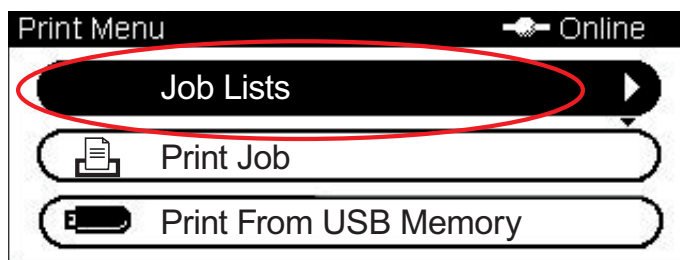 Print Menu Online
Job Lists
Print Job
Print From USB Memory